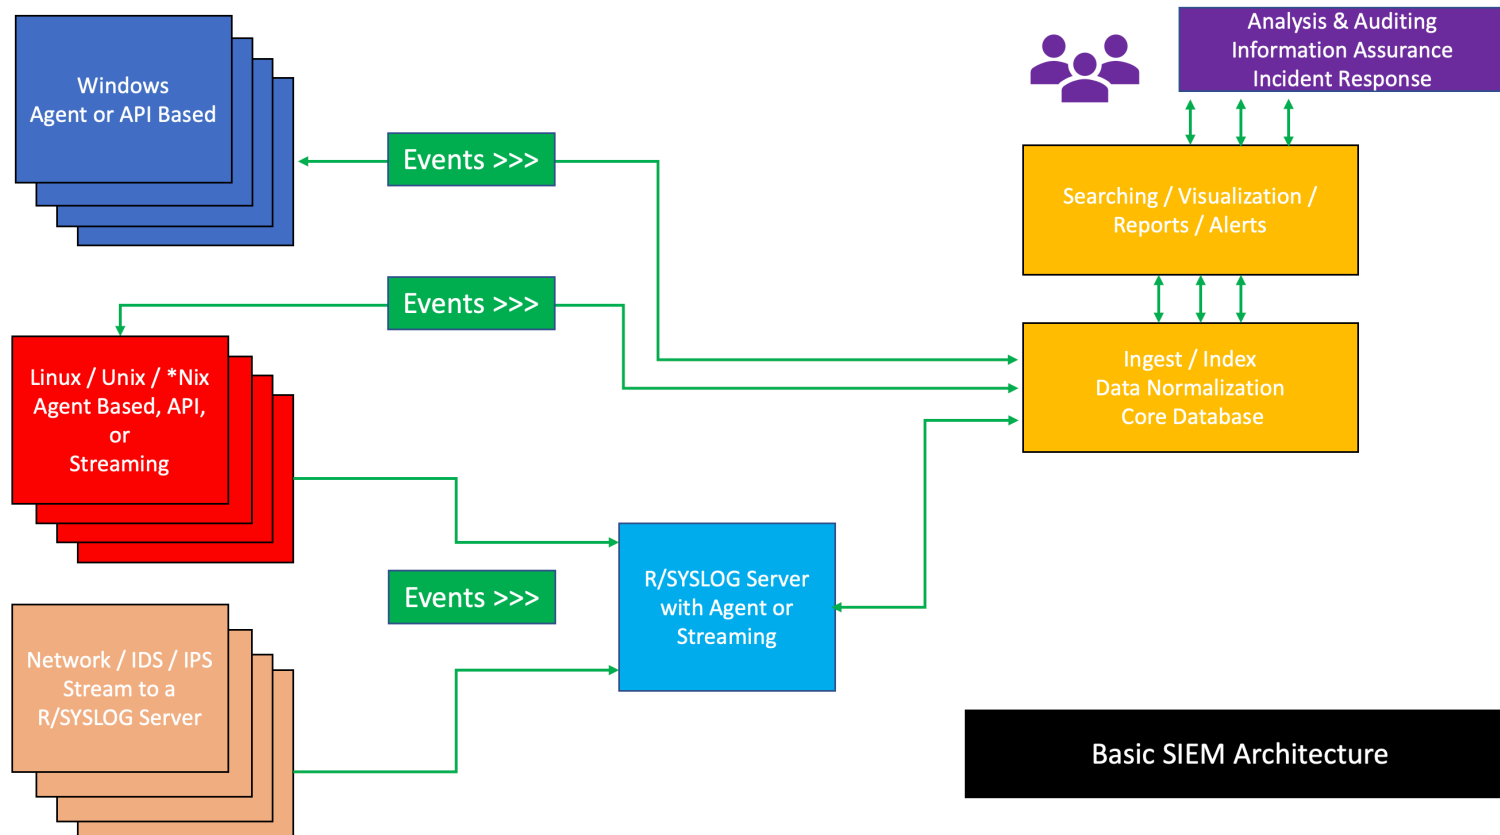 Windows
Agent or API Based
Events >>>
Events >>>
Linux / Unix / *Nix
Agent Based, API,
or
Streaming
Events >>>
Network / IDS / IPS
Stream to a
R/SYSLOG Server
R/SYSLOG Server
with Agent or
Streaming
Analysis & Auditing
Information Assurance
Incident Response
Searching / Visualization /
Reports / Alerts
Ingest / Index
Data Normalization
Core Database
Basic SIEM Architecture